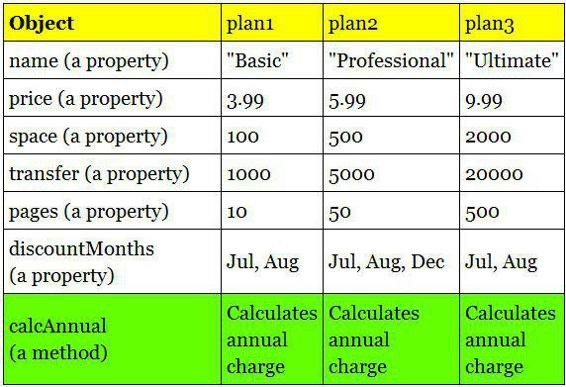 Object plan1 plan2 plan3
name (a property) "Basic" "Professional" "Ultimate"
price (a property) 3.99 5.99 9.99
space (a property) 100 500 2000
transfer (a property) 1000 5000 20000
pages (a property) 10 50 500
discountMonths
(a property) Jul, Aug Jul, Aug, Dec Jul, Aug
calcAnnual
(a method)
Calculates
annual
charge
Calculates
annual
charge
Calculates
annual
charge